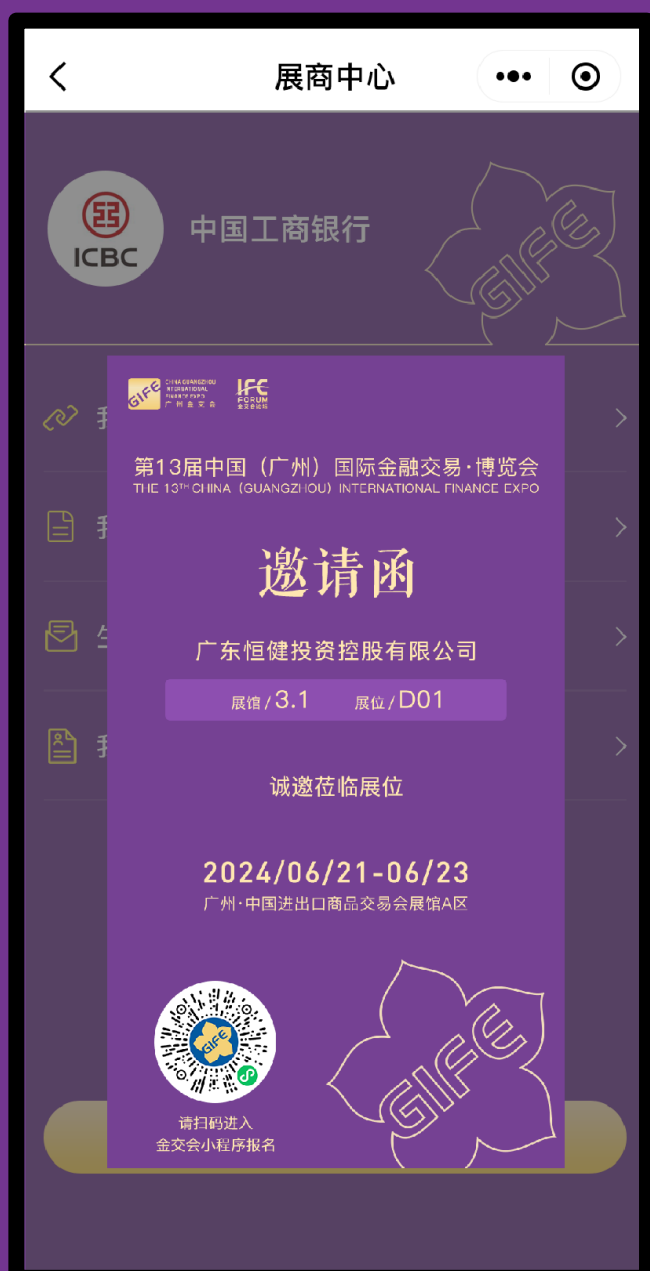 展商中心
ICBC
中国工商银行
GIFE
我
我
生
我
GIFE
CHINA GUANGZHOU
INTERNATIONAL
FINANCE EXPO
广州金交会
IFC
FORUM
金交会论坛
第13届中国（广州）国际金融交易·博览会
THE 13TH CHINA (GUANGZHOU) INTERNATIONAL FINANCE EXPO
邀请函
广东恒健投资控股有限公司
展馆/3.1 展位/D01
诚邀莅临展位
2024/06/21-06/23
广州·中国进出口商品交易会展馆A区
GIFE
请扫码进入
金交会小程序报名
GIFE